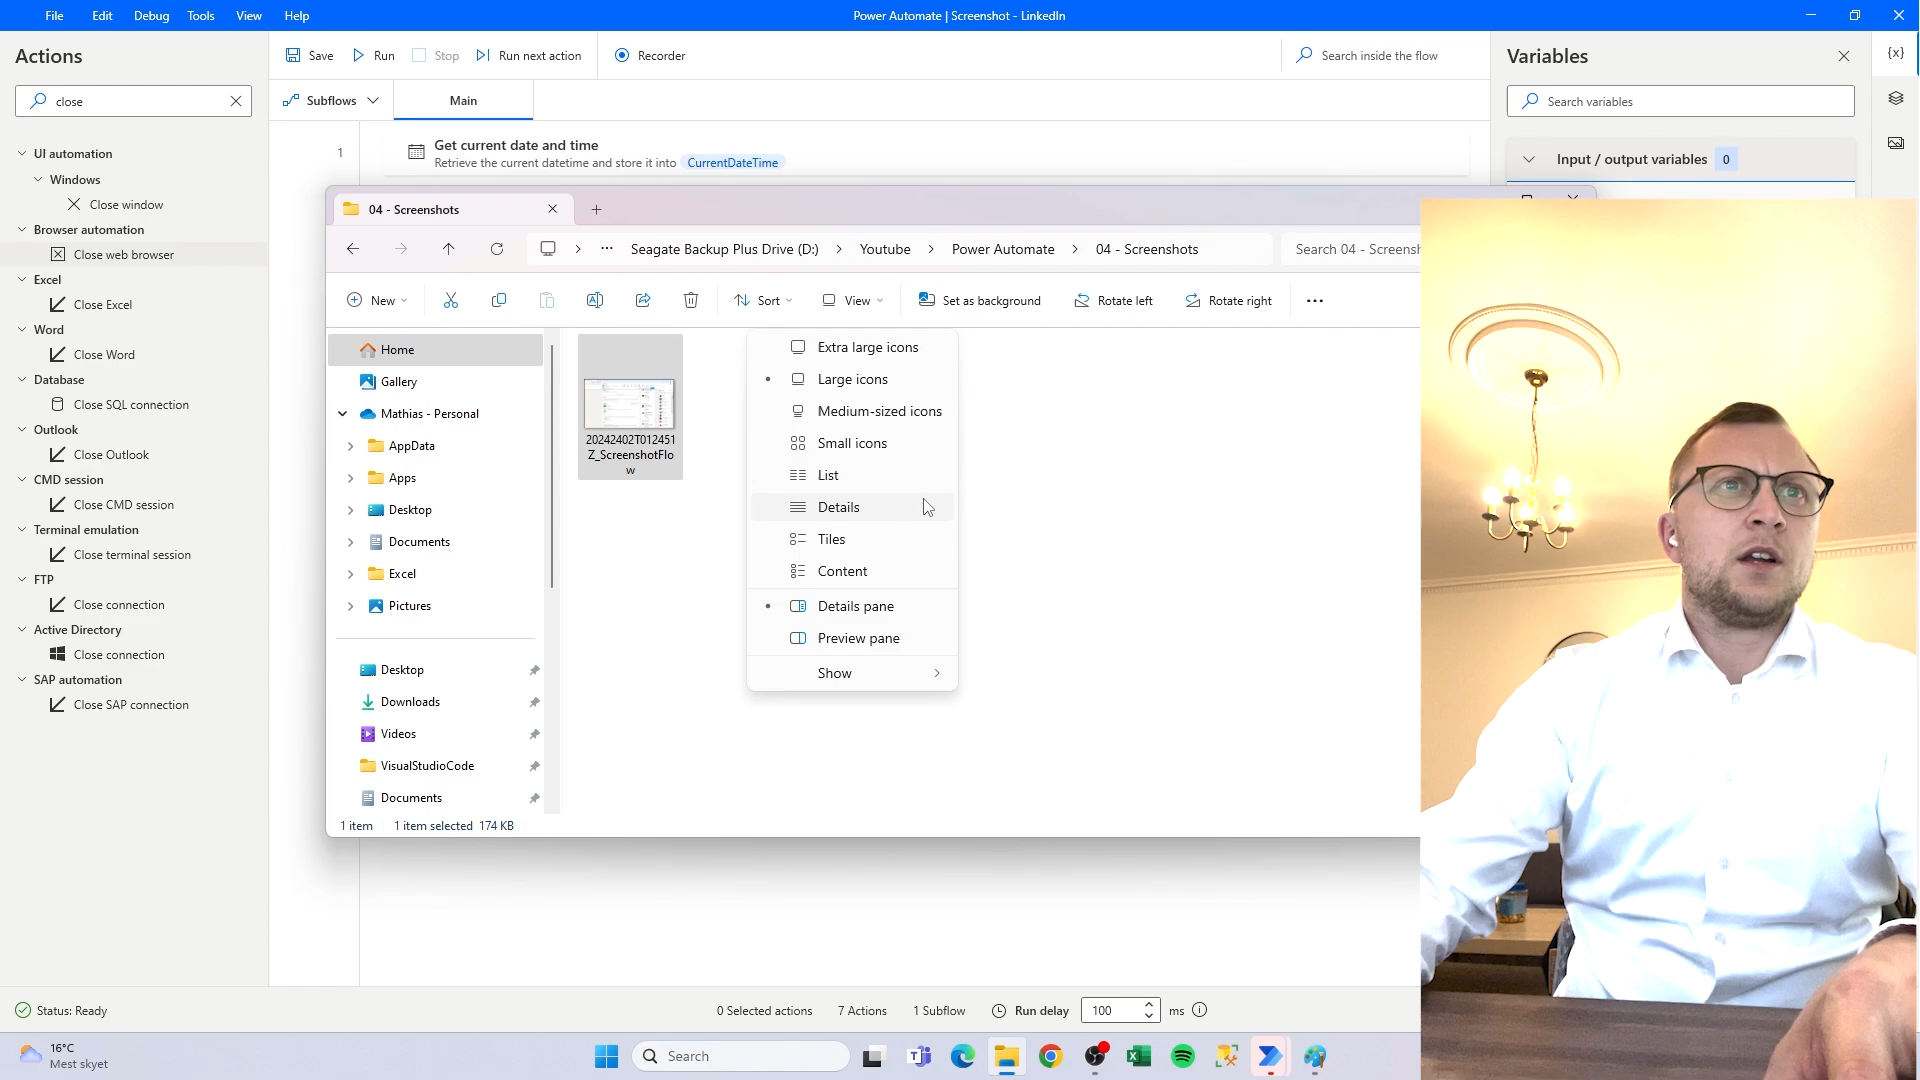 File Edit Debug Tools View Help
Power Automate | Screenshot - LinkedIn
Actions
close
UI automation
Windows
Close window
Browser automation
Close web browser
Excel
Close Excel
Word
Close Word
Database
Close SQL connection
Outlook
Close Outlook
CMD session
Close CMD session
Terminal emulation
Close terminal session
FTP
Close connection
Active Directory
Close connection
SAP automation
Close SAP connection
Save Run Stop Run next action Recorder
Search inside the flow
Subflows Main
1
Get current date and time
Retrieve the current datetime and store it into CurrentDateTime
Variables
{x}
Search variables
Input / output variables 0
04 - Screenshots
Seagate Backup Plus Drive (D:) Youtube Power Automate 04 - Screenshots
Search 04 - Screensh
New Sort View Set as background Rotate left Rotate right
Home
Gallery
Mathias - Personal
AppData
Apps
Desktop
Documents
Excel
Pictures
Desktop
Downloads
Videos
VisualStudioCode
Documents
20242402T012451
Z_ScreenshotFlo
w
Extra large icons
Large icons
Medium-sized icons
Small icons
List
Details
Tiles
Content
Details pane
Preview pane
Show
1 item 1 item selected 174 KB
Status: Ready
0 Selected actions 7 Actions 1 Subflow Run delay 100 ms
16°C
Mest skyet
Search